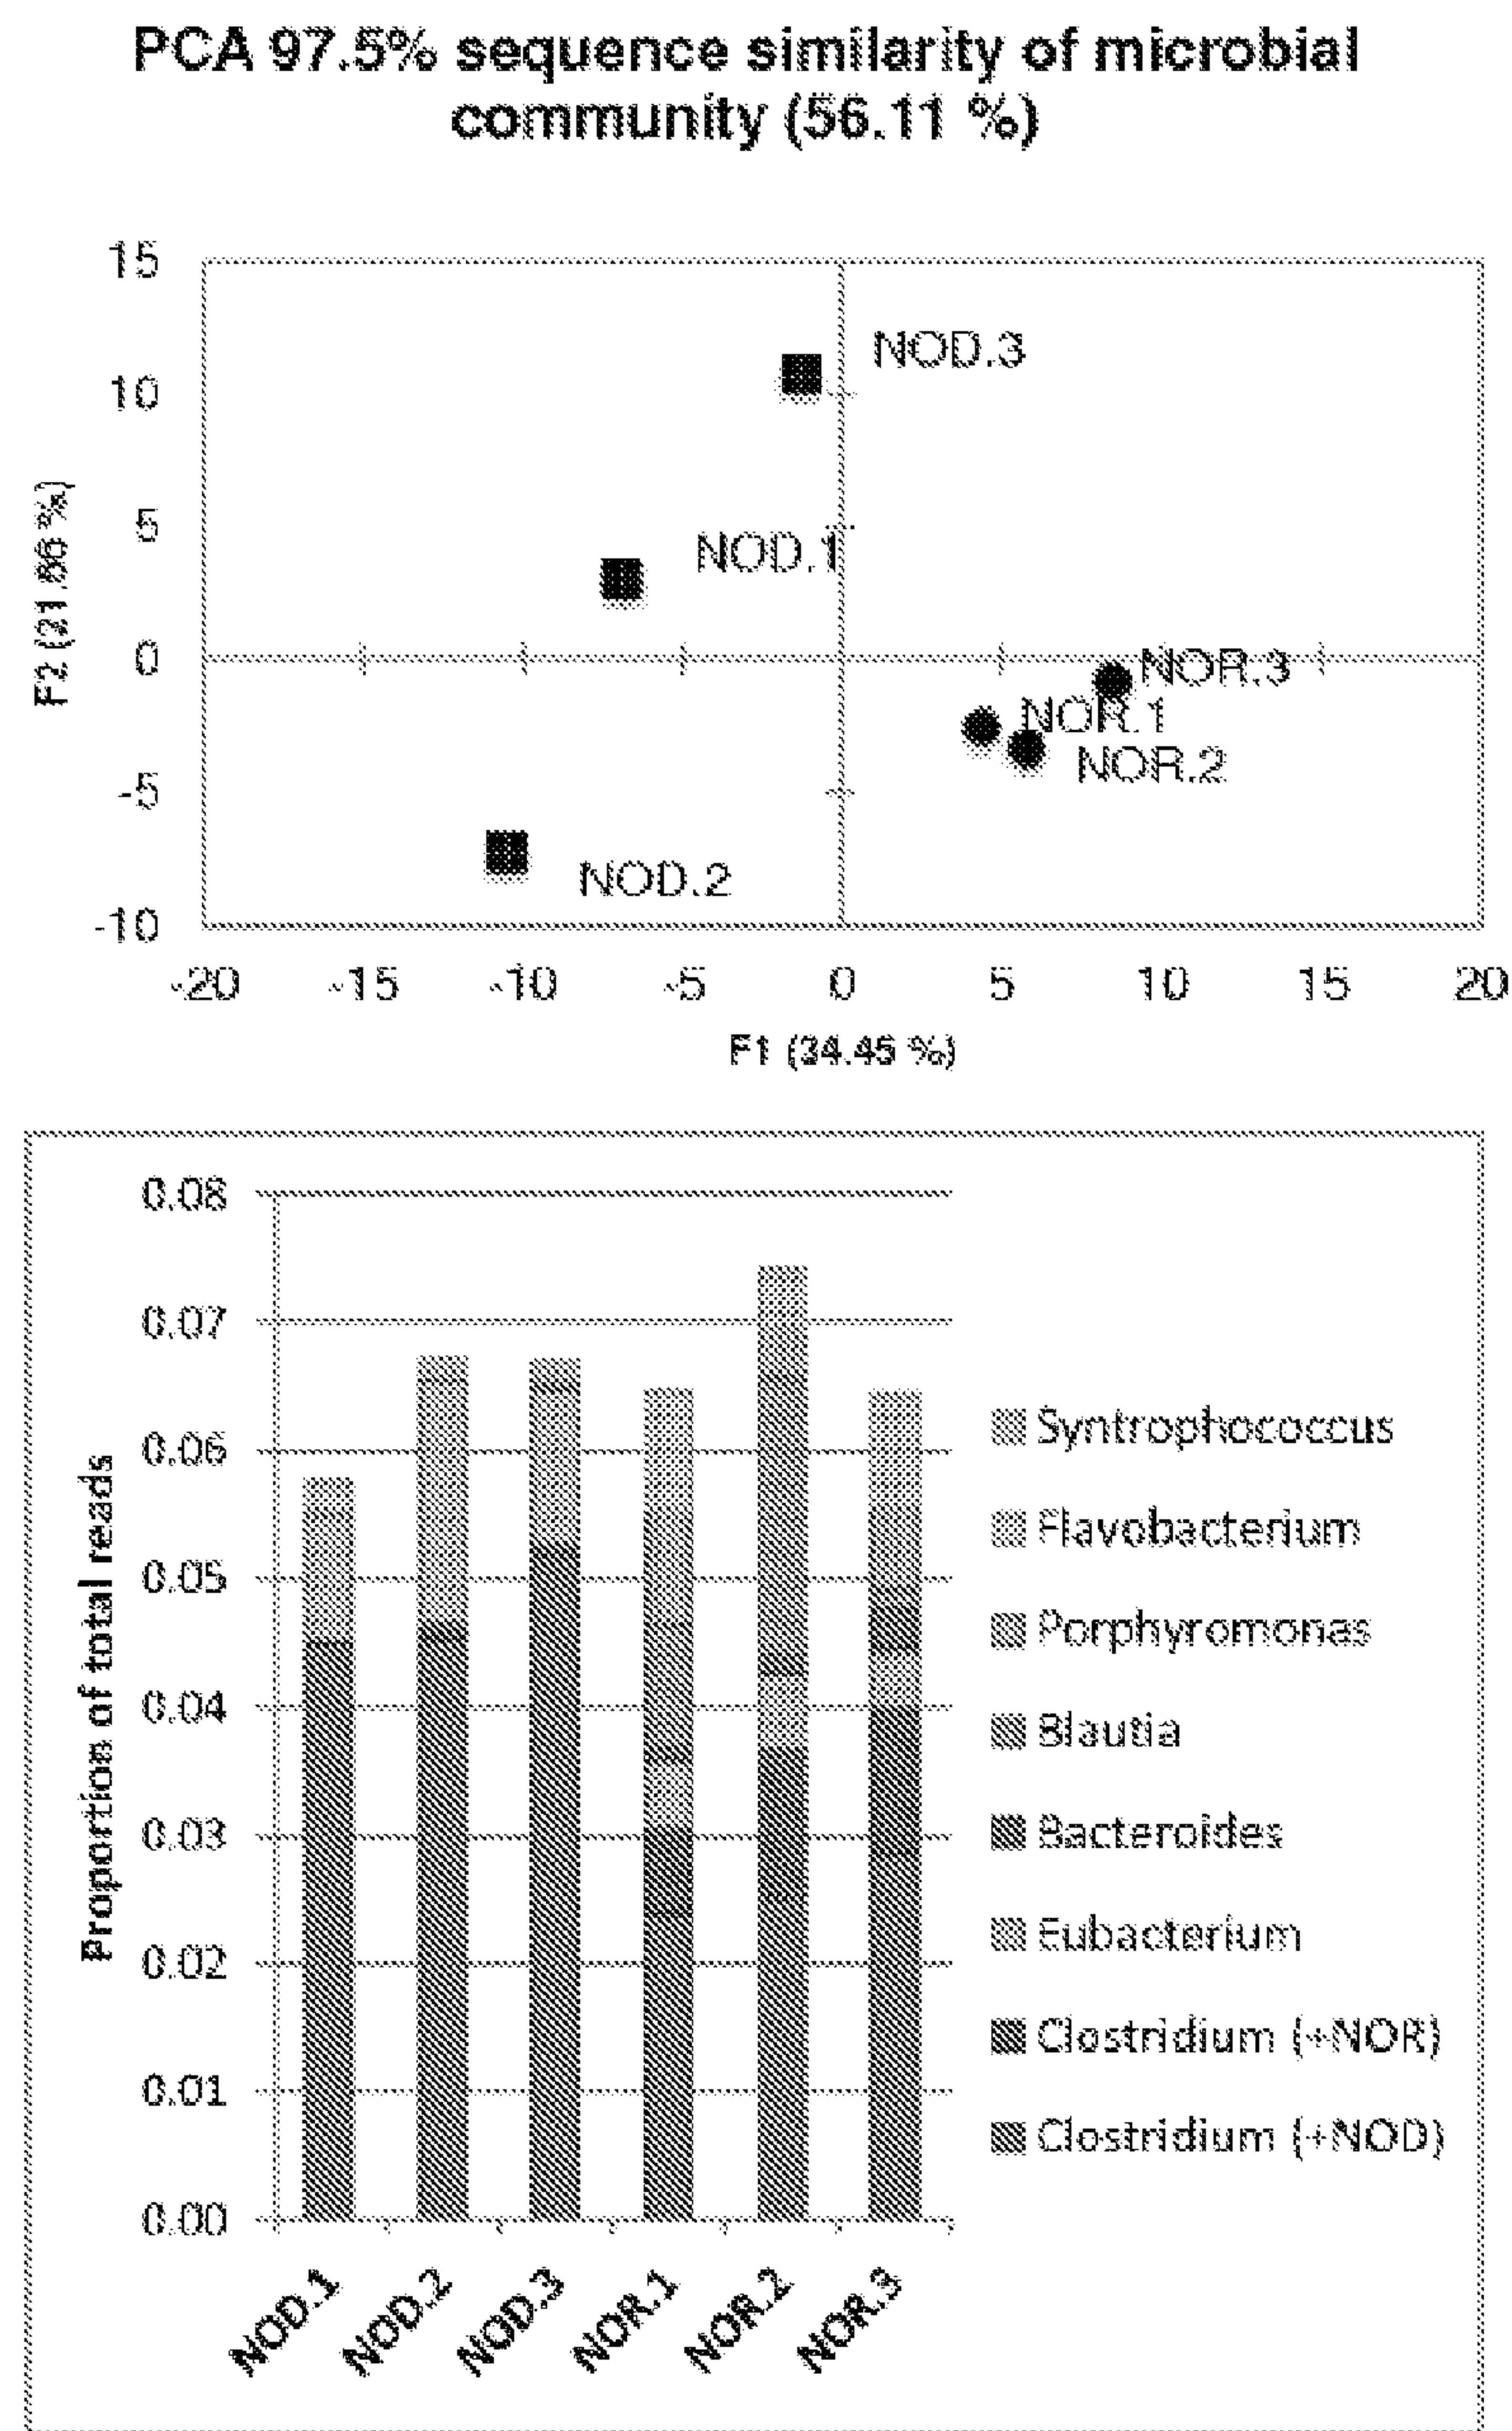 PCA 97.5% sequence similarity of microbial
community (56.11 %)
15
10
5
0
-5
-10
F2 (21.66 %)
NOD.3
NOD.1
NOR.3
NOR.1
NOR.2
NOD.2
-20 -15 -10 -5 0 5 10 15 20
F1 (34.45 %)
0.08
0.07
0.06
0.05
0.04
0.03
0.02
0.01
0.00
Proportion of total reads
Syntrophococcus
Flavobacterium
Porphyromonas
Blautia
Bacteroides
Eubacterium
Clostridium (+NOR)
Clostridium (+NOD)
NOD.1 NOD.2 NOD.3 NOR.1 NOR.2 NOR.3